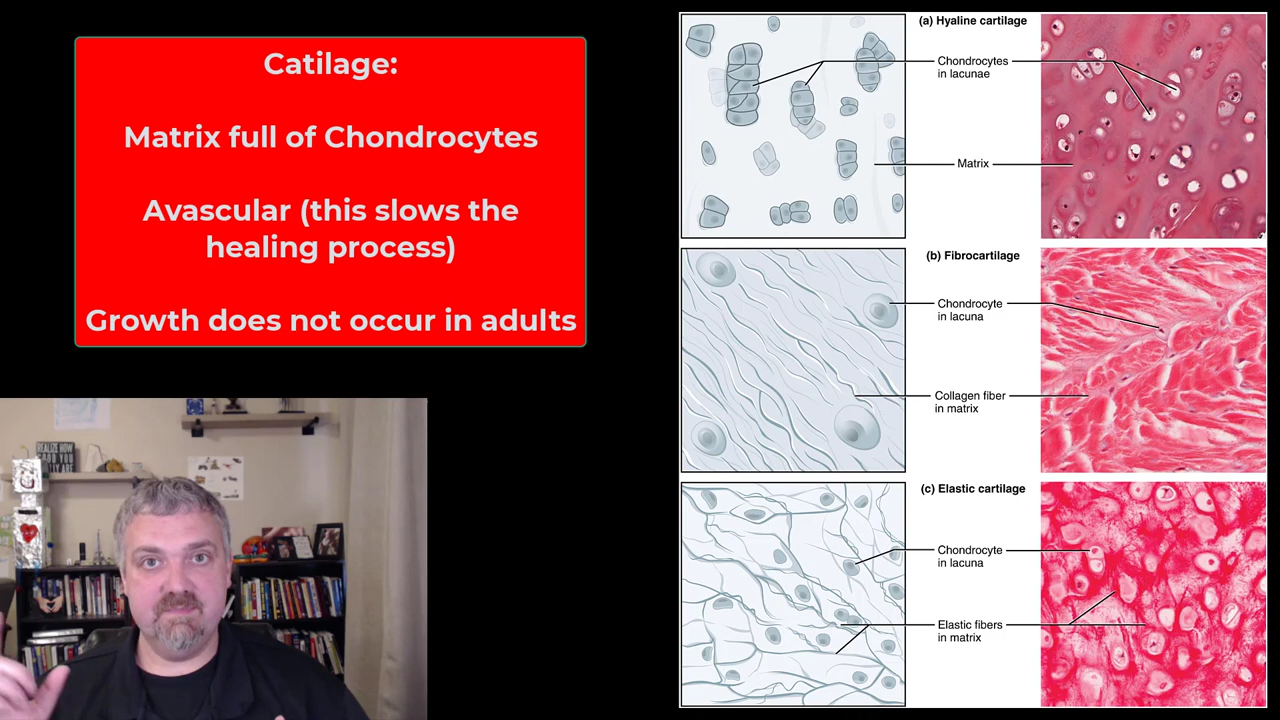 Catilage:
Matrix full of Chondrocytes
Avascular (this slows the
healing process)
Growth does not occur in adults
(a) Hyaline cartilage
Chondrocytes
in lacunae
Matrix
(b) Fibrocartilage
Chondrocyte
in lacuna
Collagen fiber
in matrix
(c) Elastic cartilage
Chondrocyte
in lacuna
Elastic fibers
in matrix
REALIZE HOW